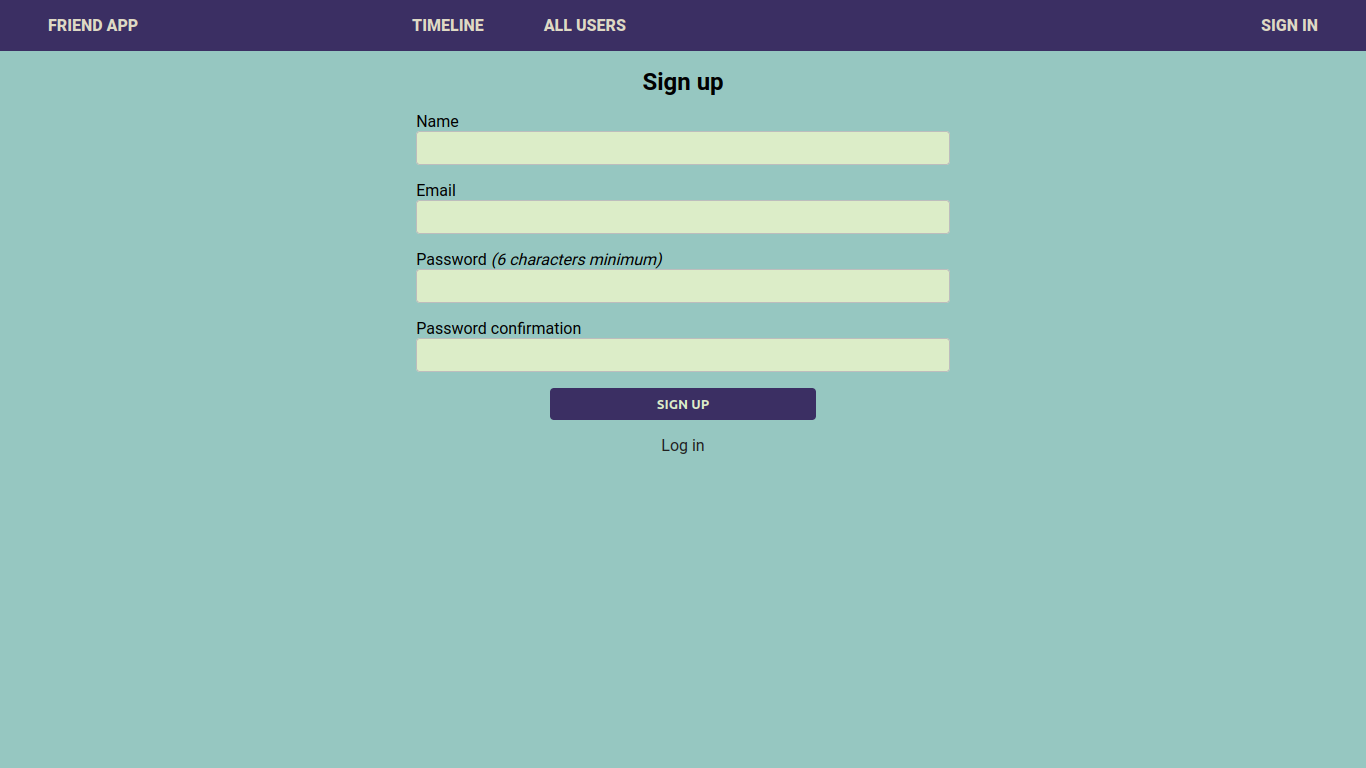 FRIEND APP TIMELINE ALL USERS SIGN IN
Sign up
Name
Email
Password (6 characters minimum)
Password confirmation
SIGN UP
Log in